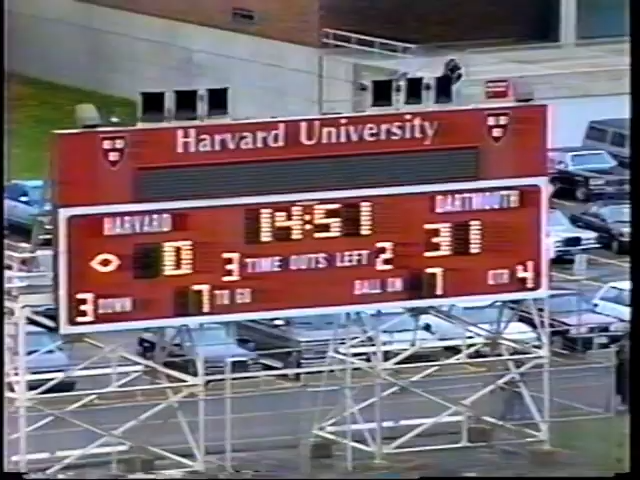 Harvard University
HARVARD 14:51 DARTMOUTH
0 3 TIME OUTS LEFT 2 31
3 DOWN 7 TO GO BALL ON 7 QTR 4